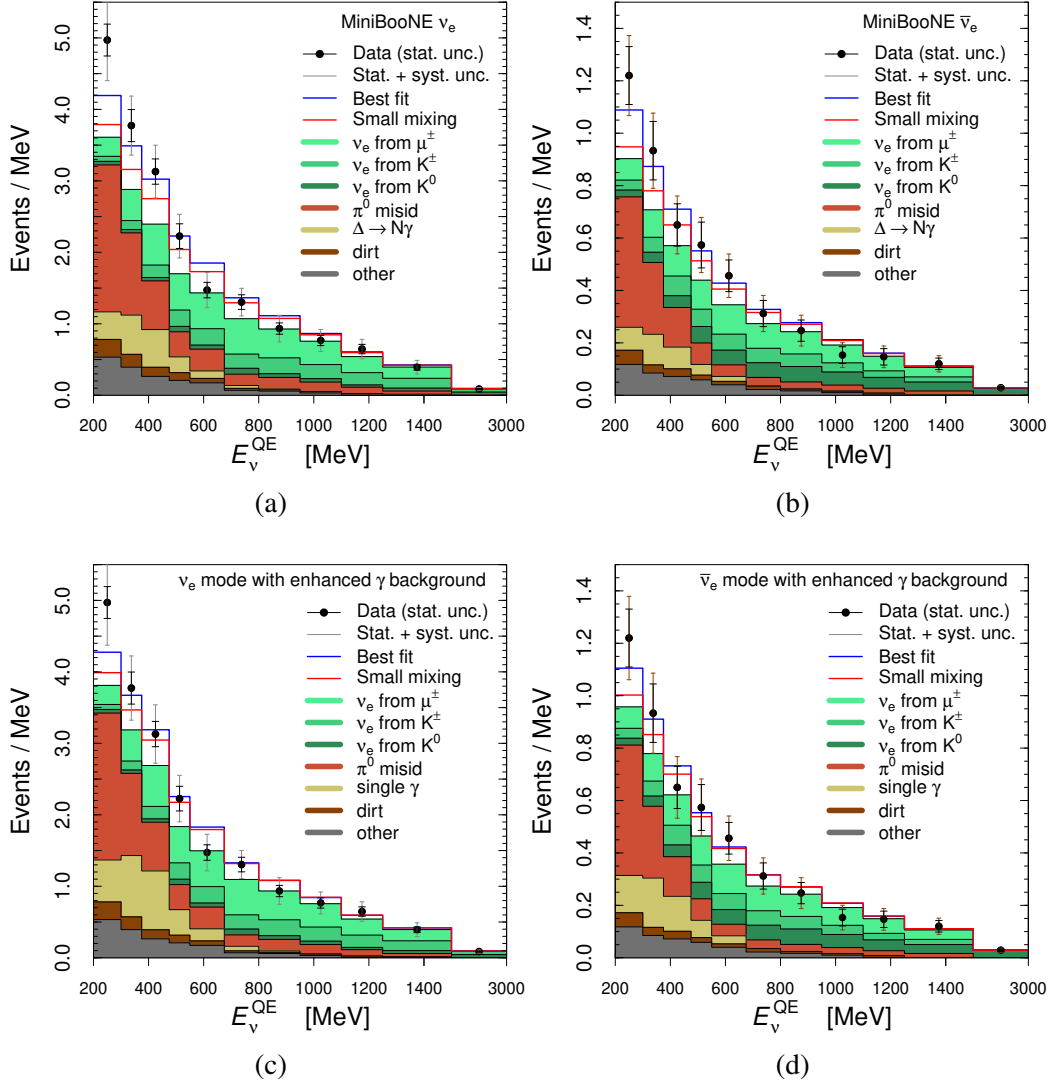 MiniBooNE νₑ
Data (stat. unc.)
Stat. + syst. unc.
Best fit
Small mixing
νₑ from μ±
νₑ from K±
νₑ from K⁰
π⁰ misid
Δ → Nγ
dirt
other
Events / MeV
0.0 1.0 2.0 3.0 4.0 5.0
200 400 600 800 1000 1200 1400 3000
E_ν^QE [MeV]
(a)
MiniBooNE ν̅ₑ
Data (stat. unc.)
Stat. + syst. unc.
Best fit
Small mixing
νₑ from μ±
νₑ from K±
νₑ from K⁰
π⁰ misid
Δ → Nγ
dirt
other
Events / MeV
0.0 0.2 0.4 0.6 0.8 1.0 1.2 1.4
200 400 600 800 1000 1200 1400 3000
E_ν^QE [MeV]
(b)
νₑ mode with enhanced γ background
Data (stat. unc.)
Stat. + syst. unc.
Best fit
Small mixing
νₑ from μ±
νₑ from K±
νₑ from K⁰
π⁰ misid
single γ
dirt
other
Events / MeV
0.0 1.0 2.0 3.0 4.0 5.0
200 400 600 800 1000 1200 1400 3000
E_ν^QE [MeV]
(c)
ν̅ₑ mode with enhanced γ background
Data (stat. unc.)
Stat. + syst. unc.
Best fit
Small mixing
νₑ from μ±
νₑ from K±
νₑ from K⁰
π⁰ misid
single γ
dirt
other
Events / MeV
0.0 0.2 0.4 0.6 0.8 1.0 1.2 1.4
200 400 600 800 1000 1200 1400 3000
E_ν^QE [MeV]
(d)